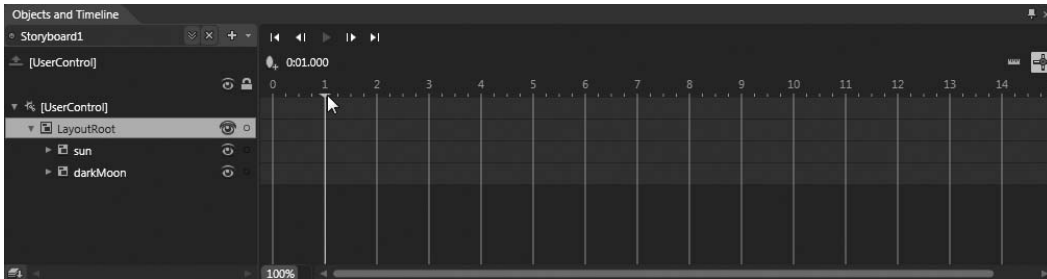 Objects and Timeline
Storyboard1
[UserControl]
0:01.000
0 1 2 3 4 5 6 7 8 9 10 11 12 13 14
[UserControl]
LayoutRoot
sun
darkMoon
100%